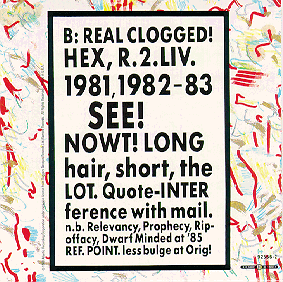 B: REAL CLOGGED!
HEX, R.2.LIV.
1981,1982-83
SEE!
NOWT! LONG
hair, short, the
LOT. Quote-INTER
ference with mail.
n.b. Relevancy, Prophecy, Rip-
offacy, Dwarf Minded at '85
REF. POINT. less bulge at Orig!